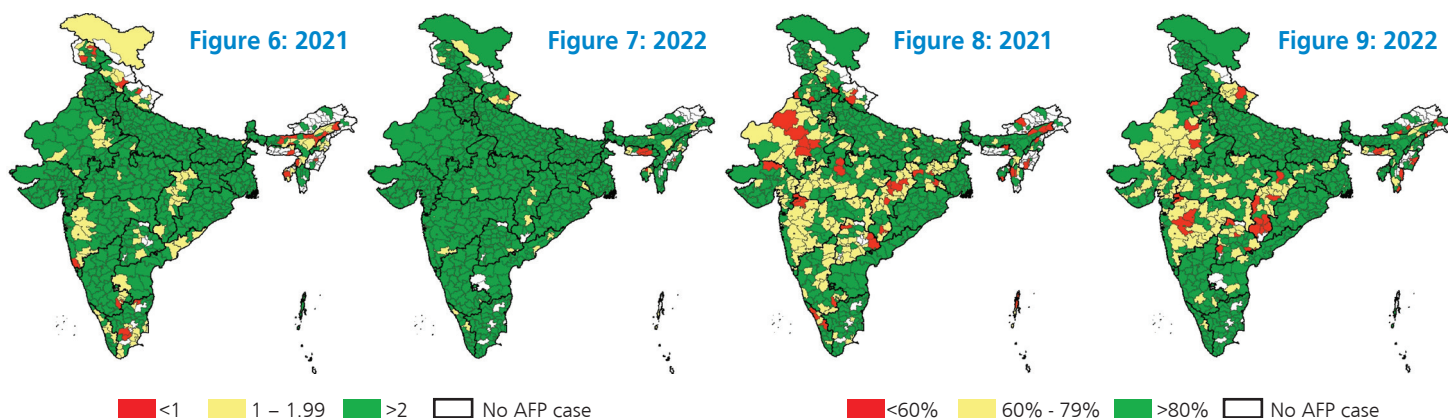 Figure 6: 2021
Figure 7: 2022
Figure 8: 2021
Figure 9: 2022
<1 1 – 1.99 >2 No AFP case
<60% 60% - 79% >80% No AFP case